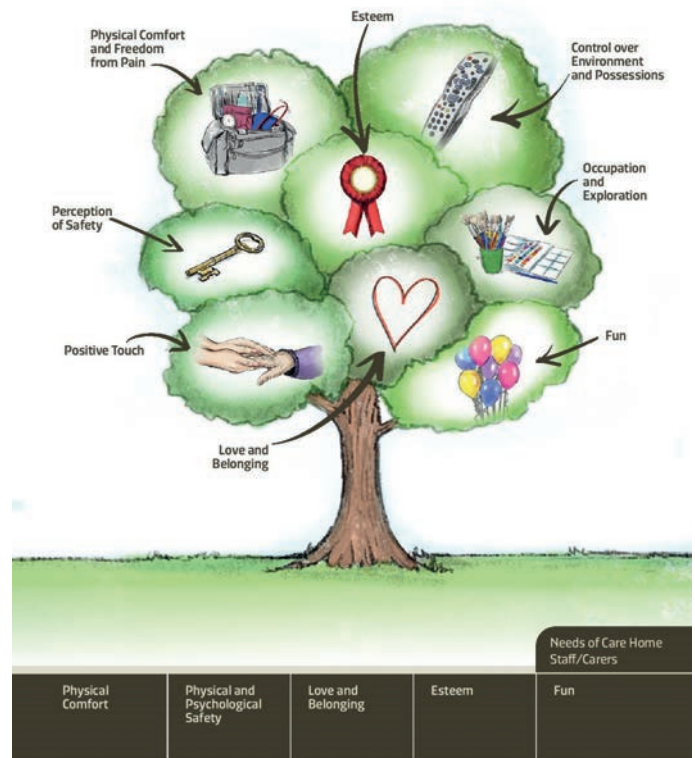 Esteem
Physical Comfort
and Freedom
from Pain
Control over
Environment
and Possessions
Occupation
and
Exploration
Perception
of Safety
Positive Touch
Fun
Love and
Belonging
Needs of Care Home
Staff/Carers
Physical
Comfort
Physical and
Psychological
Safety
Love and
Belonging
Esteem
Fun